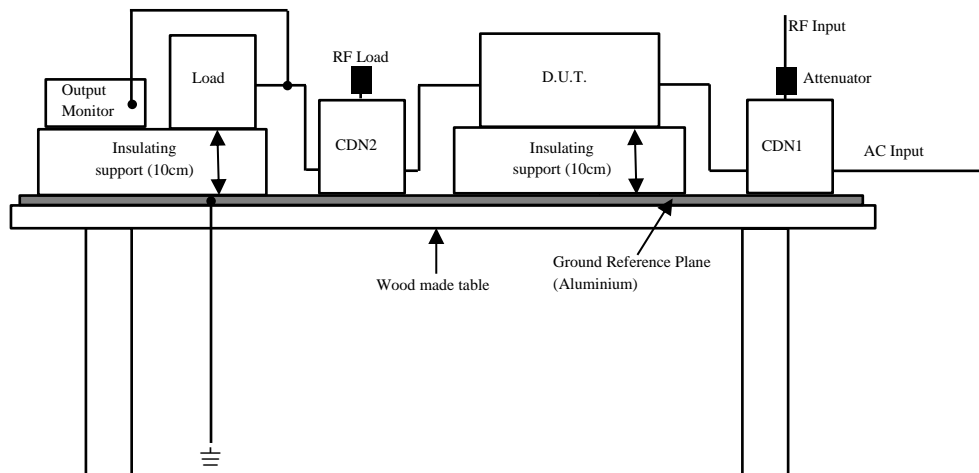 RF Input
RF Load
Attenuator
Output
Monitor
Load
D.U.T.
CDN2
CDN1
AC Input
Insulating
support (10cm)
Insulating
support (10cm)
Wood made table
Ground Reference Plane
(Aluminium)